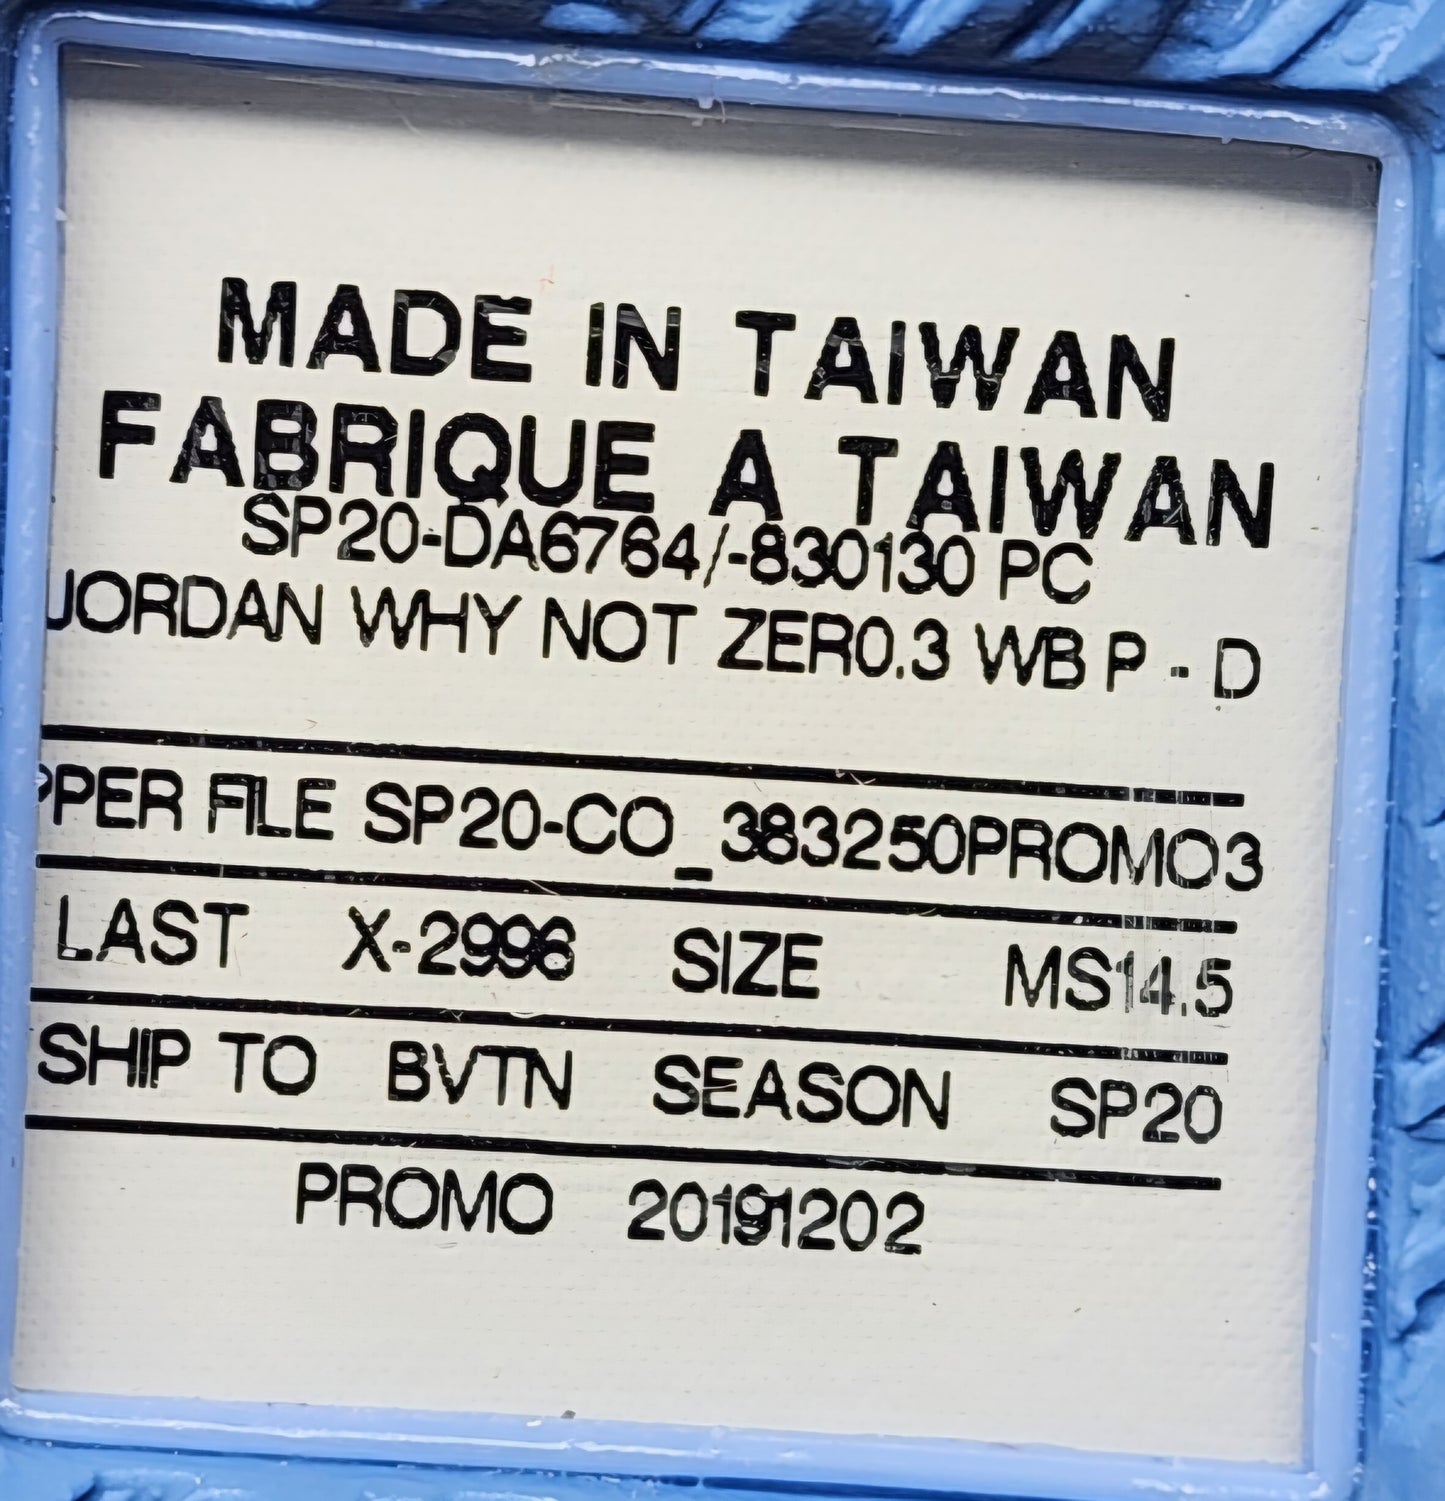 MADE IN TAIWAN
FABRIQUE A TAIWAN
SP20-DA6764/-830130 PC
JORDAN WHY NOT ZER0.3 WB P - D
PPER FILE SP20-CO_383250PROMO3
LAST X-2996 SIZE MS14.5
SHIP TO BVTN SEASON SP20
PROMO 20191202